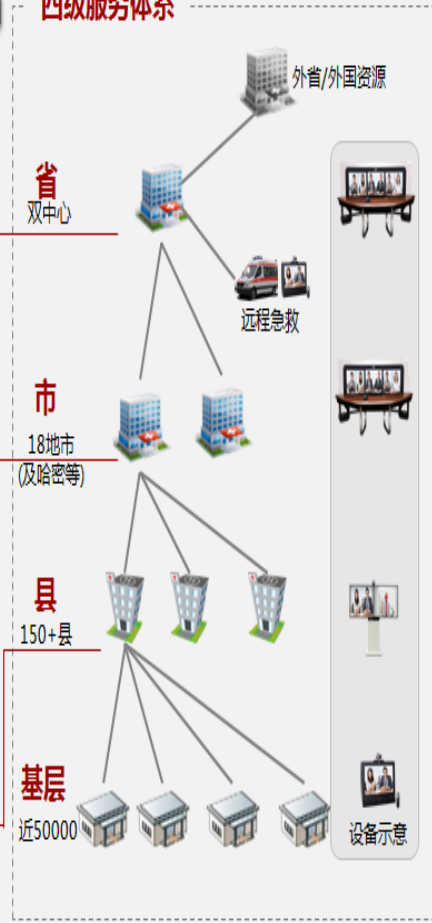 四级服务体系
外省/外国资源
省
双中心
远程急救
市
18地市
(及哈密等)
县
150+县
基层
近50000
设备示意